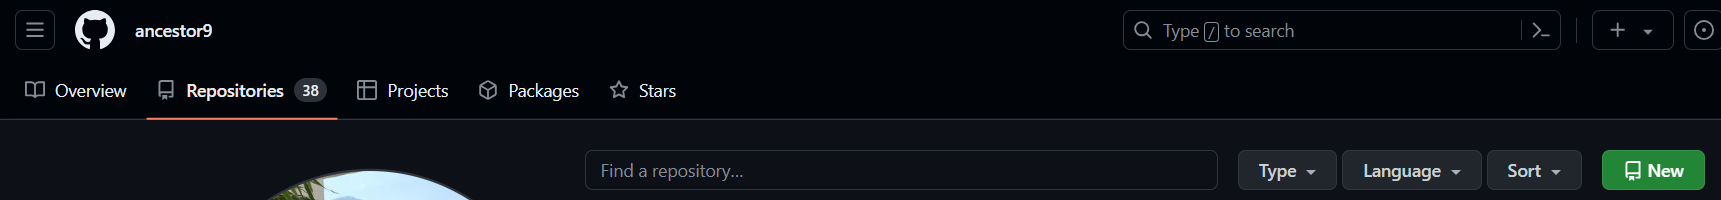 ancestor9 Type / to search
Overview Repositories 38 Projects Packages Stars
Find a repository... Type Language Sort New